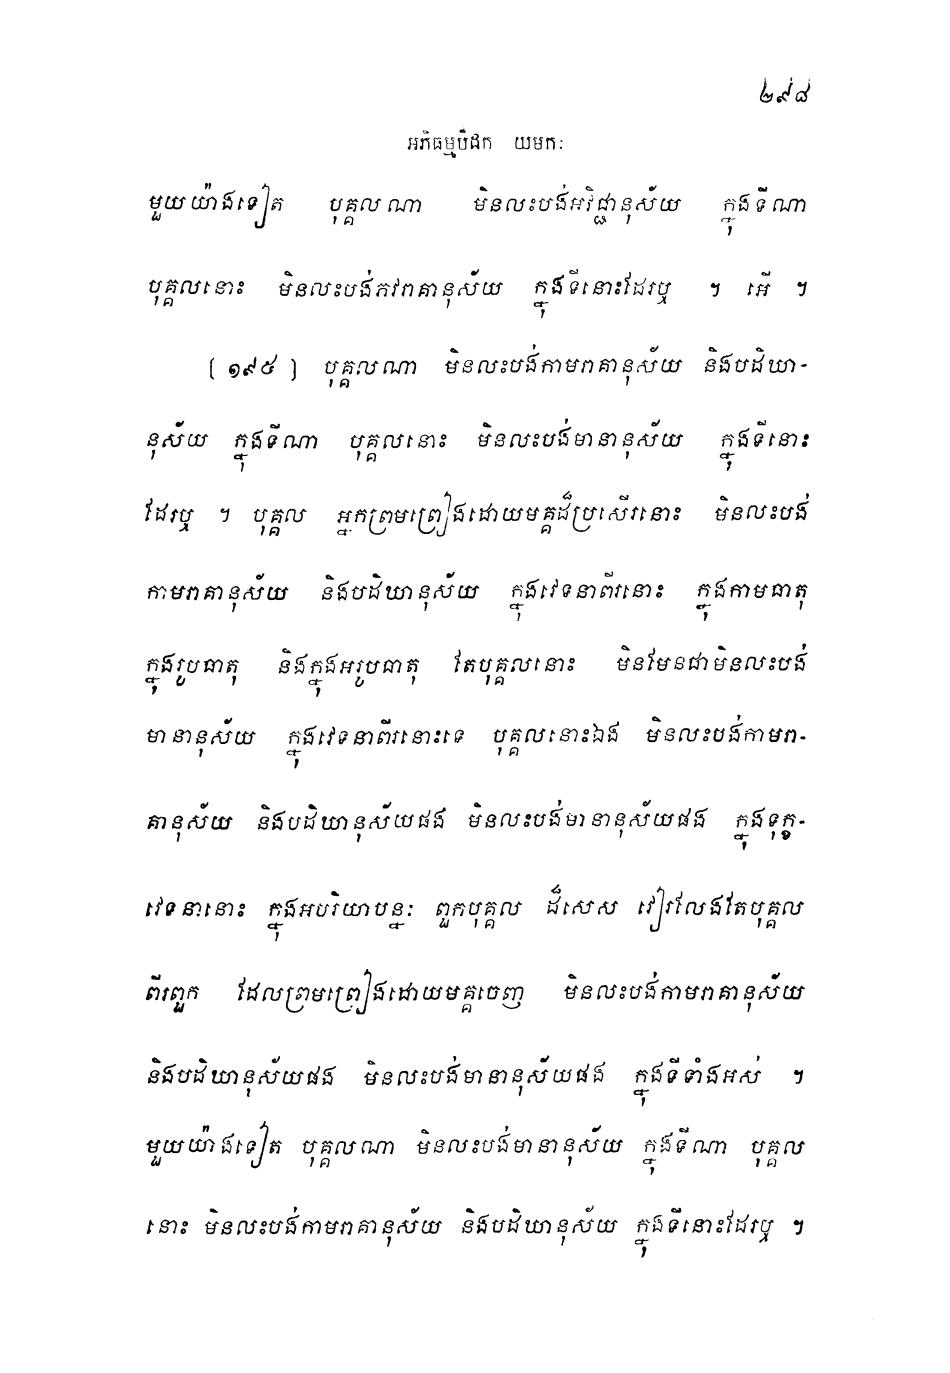 ២៩៨
អភិធម្មបិដក យមកៈ
មួយយ៉ាងទៀត បុគ្គលណា មិនលះបង់អវិជ្ជានុស័យ ក្នុងទីណា
បុគ្គលនោះ មិនលះបង់ភវរាគានុស័យ ក្នុងទីនោះដែរឬ ។ អើ ។
[១៩៥] បុគ្គលណា មិនលះបង់កាមរាគានុស័យ និងបដិឃា-
នុស័យ ក្នុងទីណា បុគ្គលនោះ មិនលះបង់មានានុស័យ ក្នុងទីនោះ
ដែរឬ ។ បុគ្គល អ្នកព្រមព្រៀងដោយមគ្គដ៏ប្រសើរនោះ មិនលះបង់
កាមរាគានុស័យ និងបដិឃានុស័យ ក្នុងវេទនាពីរនោះ ក្នុងកាមធាតុ
ក្នុងរូបធាតុ និងក្នុងអរូបធាតុ តែបុគ្គលនោះ មិនមែនជាមិនលះបង់
មានានុស័យ ក្នុងវេទនាពីរនោះទេ បុគ្គលនោះឯង មិនលះបង់កាមរា-
គានុស័យ និងបដិឃានុស័យផង មិនលះបង់មានានុស័យផង ក្នុងទុក្ខ-
វេទនានោះ ក្នុងអបរិយាបន្នៈ ពួកបុគ្គល ដ៏សេស វៀរលែងតែបុគ្គល
ពីរពួក ដែលព្រមព្រៀងដោយមគ្គចេញ មិនលះបង់កាមរាគានុស័យ
និងបដិឃានុស័យផង មិនលះបង់មានានុស័យផង ក្នុងទីទាំងអស់ ។
មួយយ៉ាងទៀត បុគ្គលណា មិនលះបង់មានានុស័យ ក្នុងទីណា បុគ្គល
នោះ មិនលះបង់កាមរាគានុស័យ និងបដិឃានុស័យ ក្នុងទីនោះដែរឬ ។